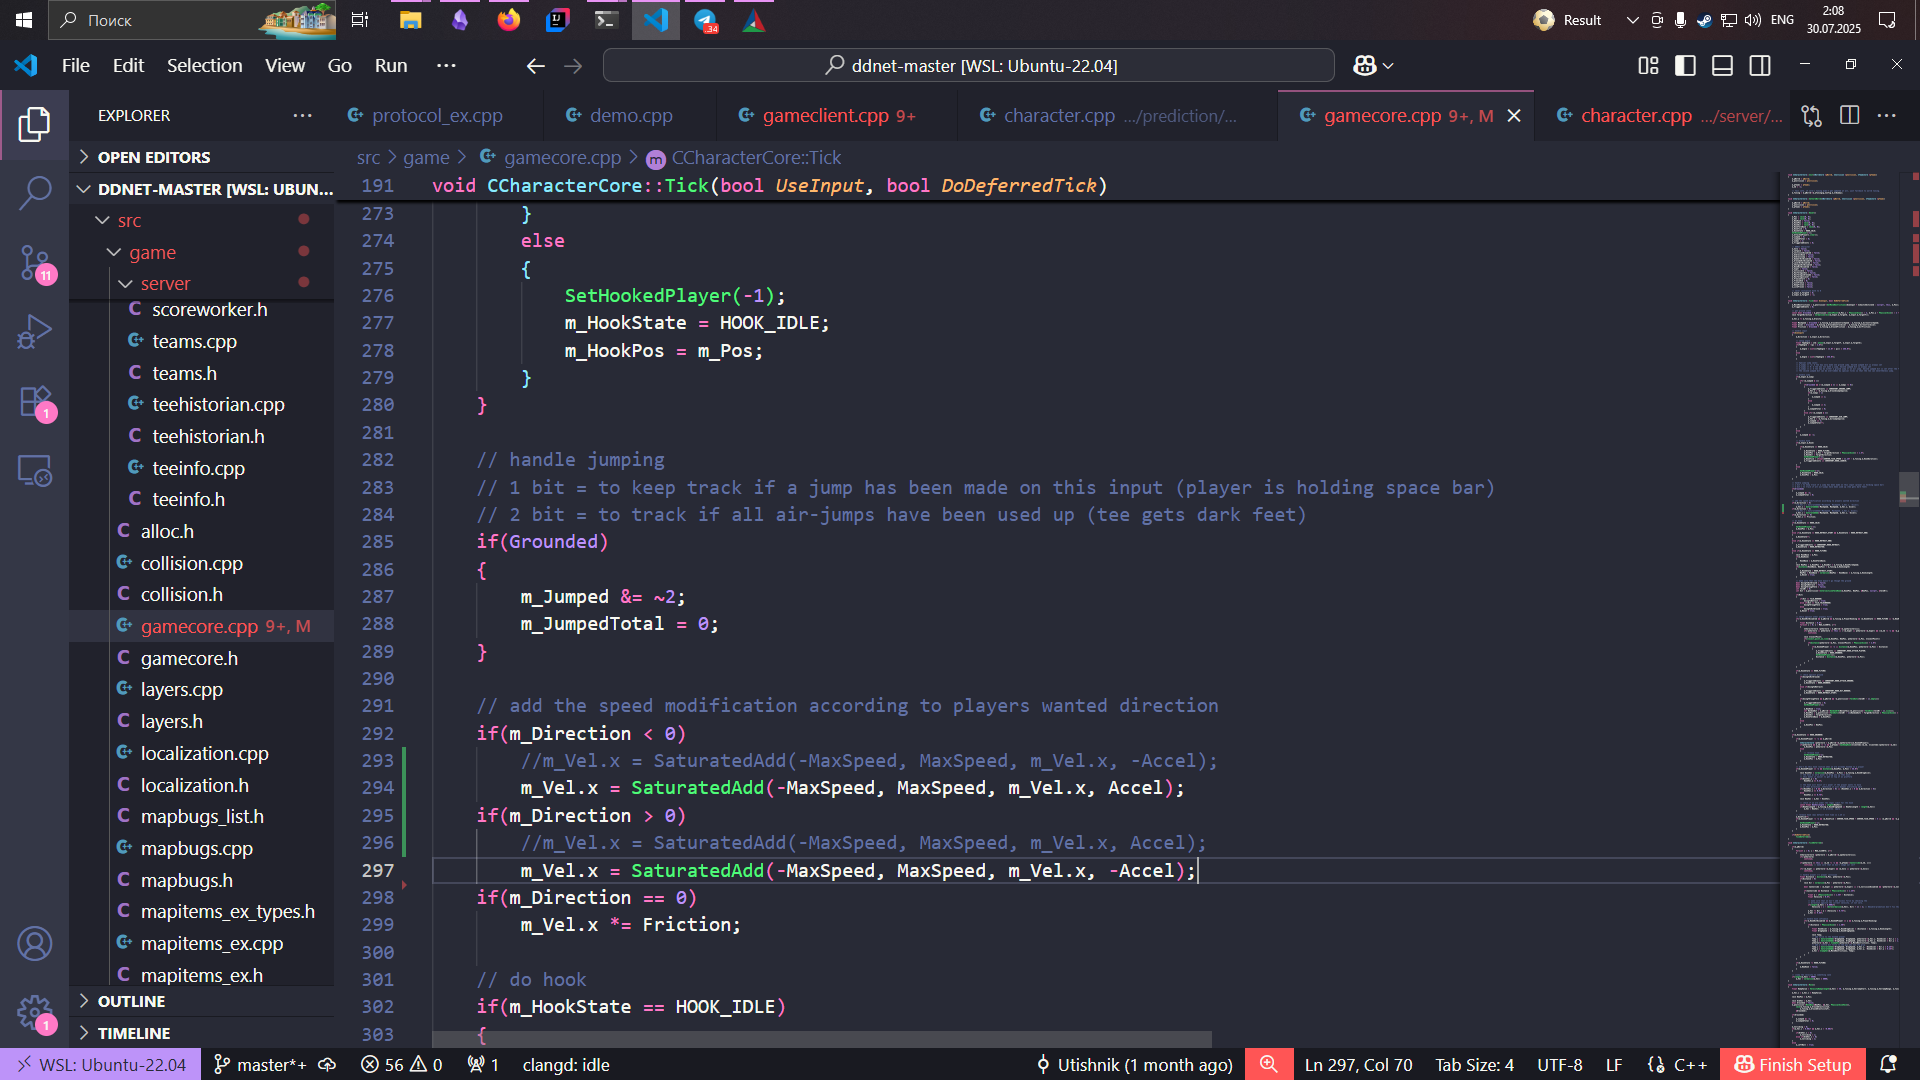 Поиск
34
Result
ENG
2:08
30.07.2025
File Edit Selection View Go Run ···
ddnet-master [WSL: Ubuntu-22.04]
EXPLORER ···
protocol_ex.cpp
demo.cpp
gameclient.cpp 9+
character.cpp .../prediction/...
gamecore.cpp 9+, M
character.cpp .../server/...
OPEN EDITORS
DDNET-MASTER [WSL: UBUN...
src
game
server
scoreworker.h
teams.cpp
teams.h
teehistorian.cpp
teehistorian.h
teeinfo.cpp
teeinfo.h
alloc.h
collision.cpp
collision.h
gamecore.cpp 9+, M
gamecore.h
layers.cpp
layers.h
localization.cpp
localization.h
mapbugs_list.h
mapbugs.cpp
mapbugs.h
mapitems_ex_types.h
mapitems_ex.cpp
mapitems_ex.h
OUTLINE
TIMELINE
11
1
1
src > game > gamecore.cpp > CCharacterCore::Tick
191 void CCharacterCore::Tick(bool UseInput, bool DoDeferredTick)
273 }
274 else
275 {
276 SetHookedPlayer(-1);
277 m_HookState = HOOK_IDLE;
278 m_HookPos = m_Pos;
279 }
280 }
281
282 // handle jumping
283 // 1 bit = to keep track if a jump has been made on this input (player is holding space bar)
284 // 2 bit = to track if all air-jumps have been used up (tee gets dark feet)
285 if(Grounded)
286 {
287 m_Jumped &= ~2;
288 m_JumpedTotal = 0;
289 }
290
291 // add the speed modification according to players wanted direction
292 if(m_Direction < 0)
293 //m_Vel.x = SaturatedAdd(-MaxSpeed, MaxSpeed, m_Vel.x, -Accel);
294 m_Vel.x = SaturatedAdd(-MaxSpeed, MaxSpeed, m_Vel.x, Accel);
295 if(m_Direction > 0)
296 //m_Vel.x = SaturatedAdd(-MaxSpeed, MaxSpeed, m_Vel.x, Accel);
297 m_Vel.x = SaturatedAdd(-MaxSpeed, MaxSpeed, m_Vel.x, -Accel);
298 if(m_Direction == 0)
299 m_Vel.x *= Friction;
300
301 // do hook
302 if(m_HookState == HOOK_IDLE)
303 {
WSL: Ubuntu-22.04
master*+
56 0
1
clangd: idle
Utishnik (1 month ago)
Ln 297, Col 70
Tab Size: 4
UTF-8
LF
C++
Finish Setup